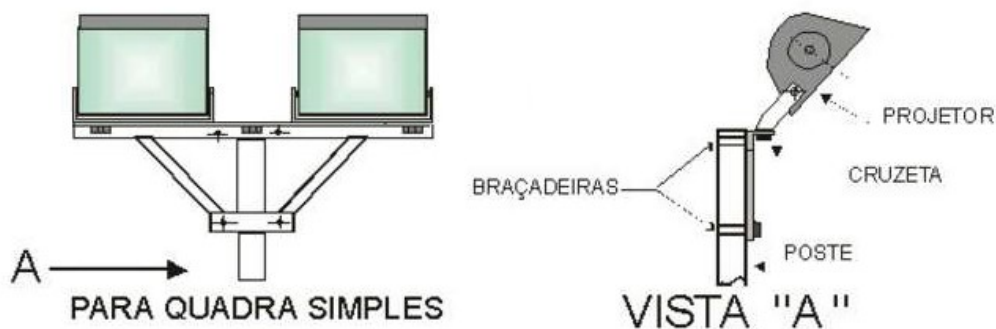 A
PARA QUADRA SIMPLES
PROJETOR
CRUZETA
BRAÇADEIRAS
POSTE
VISTA "A"